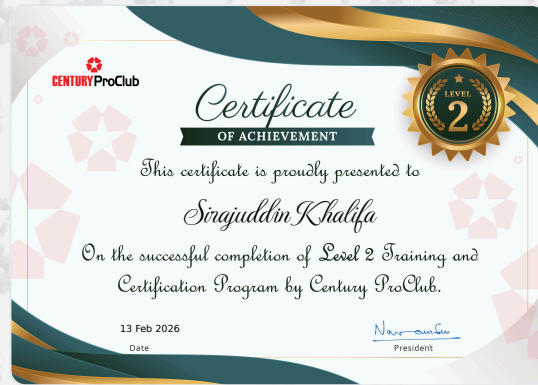 CENTURY ProClub
LEVEL
2
Certificate
OF ACHIEVEMENT
This certificate is proudly presented to
Sirajuddin Khalifa
On the successful completion of Level 2 Training and
Certification Program by Century ProClub.
13 Feb 2026
Date
President